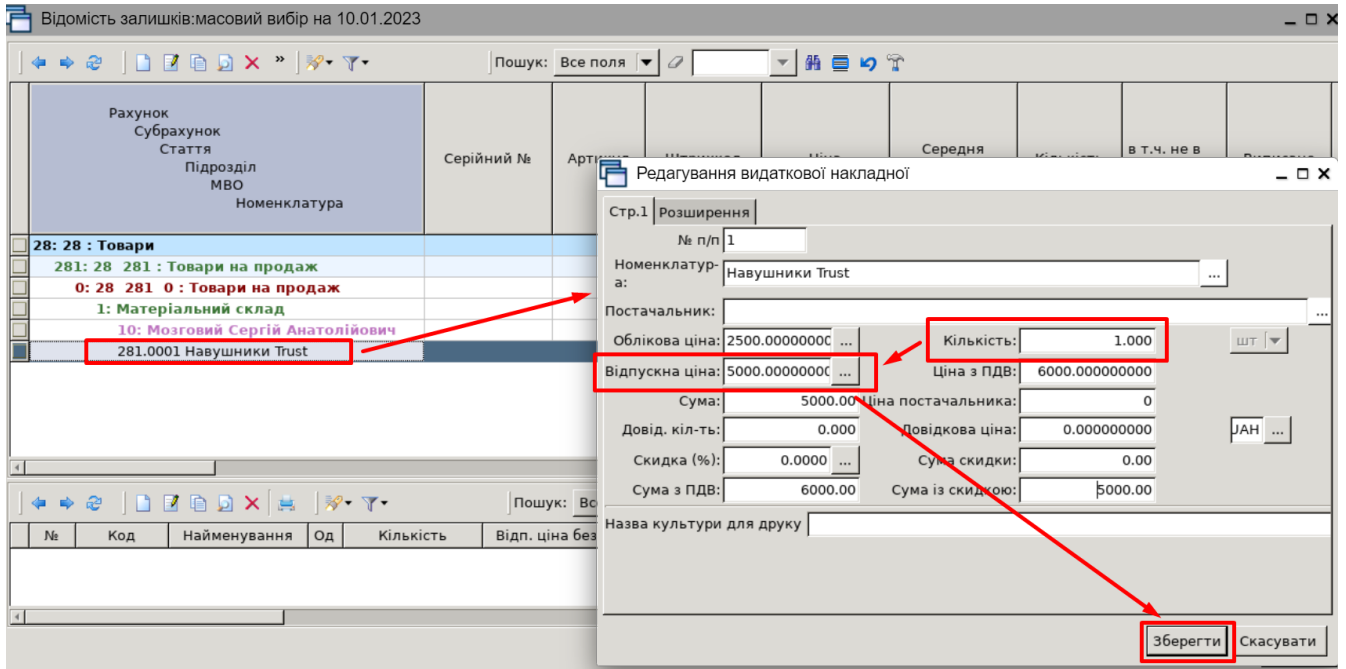 Відомість залишків:масовий вибір на 10.01.2023
Пошук: Все поля
Рахунок
Субрахунок
Стаття
Підрозділ
МВО
Номенклатура
Серійний №
Середня
в т.ч. не в
28: 28 : Товари
281: 28 281 : Товари на продаж
0: 28 281 0 : Товари на продаж
1: Матеріальний склад
10: Мозговий Сергій Анатолійович
281.0001 Навушники Trust
Пошук: Вс
№ Код Найменування Од Кількість Відп. ціна без
Редагування видаткової накладної
Стр.1 Розширення
№ п/п 1
Номенклатур-
а: Навушники Trust ...
Постачальник: ...
Облікова ціна: 2500.00000000 ... Кількість: 1.000 шт
Відпускна ціна: 5000.00000000 ... Ціна з ПДВ: 6000.000000000
Сума: 5000.00 Ціна постачальника: 0
Довід. кіл-ть: 0.000 Довідкова ціна: 0.000000000 UAH ...
Скидка (%): 0.0000 ... Сума скидки: 0.00
Сума з ПДВ: 6000.00 Сума із скидкою: 5000.00
Назва культури для друку
Зберегти Скасувати